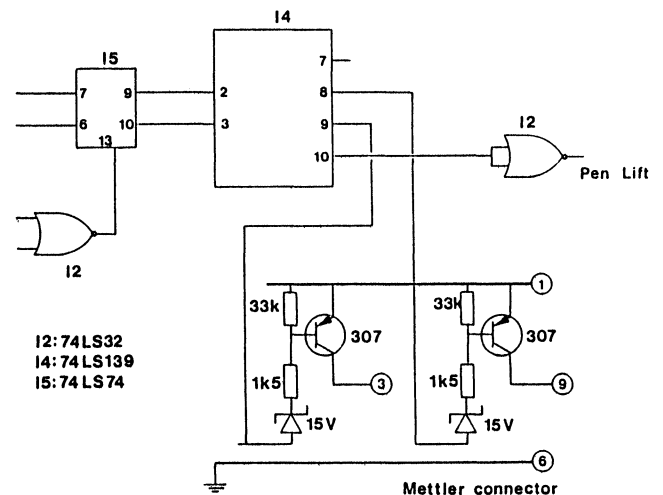 I4
I5
7
7
9
2
8
6
10
3
9
13
10
I2
Pen Lift
I2
1
33k
33k
307
307
I2: 74LS32
I4: 74LS139
I5: 74LS74
1k5
3
1k5
9
15V
15V
6
Mettler connector